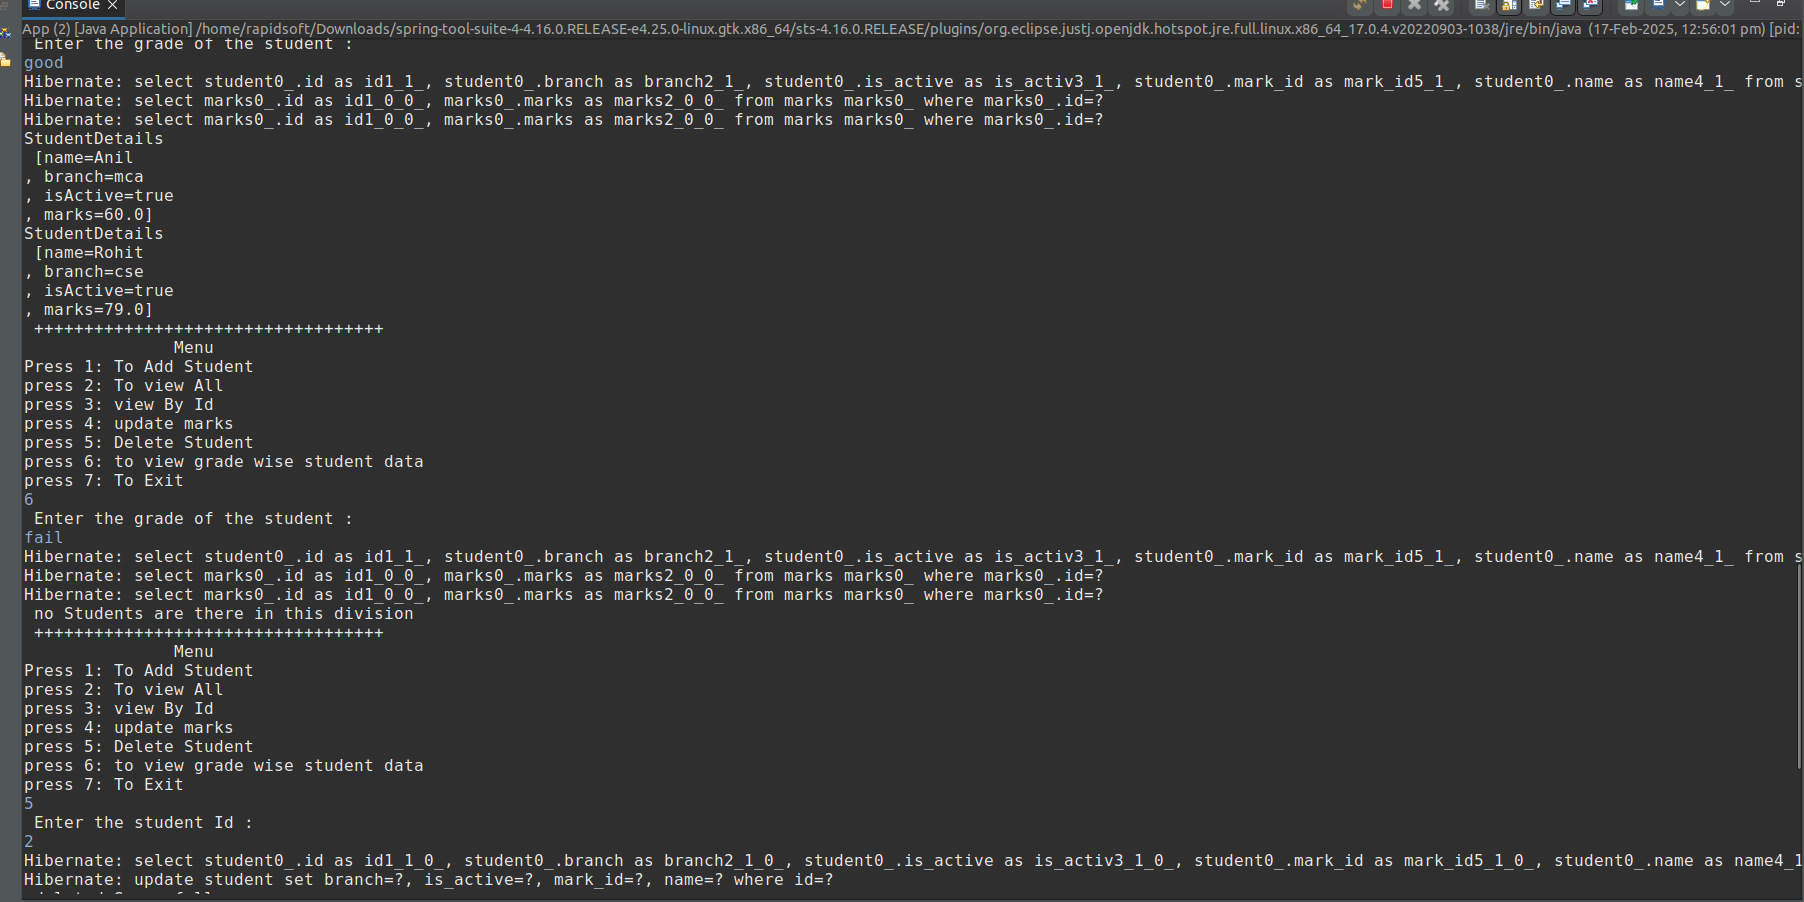 Console
App (2) [Java Application] /home/rapidsoft/Downloads/spring-tool-suite-4-4.16.0.RELEASE-e4.25.0-linux.gtk.x86_64/sts-4.16.0.RELEASE/plugins/org.eclipse.justj.openjdk.hotspot.jre.full.linux.x86_64_17.0.4.v20220903-1038/jre/bin/java (17-Feb-2025, 12:56:01 pm) [pid:
Enter the grade of the student :
good
Hibernate: select student0_.id as id1_1_, student0_.branch as branch2_1_, student0_.is_active as is_activ3_1_, student0_.mark_id as mark_id5_1_, student0_.name as name4_1_ from s
Hibernate: select marks0_.id as id1_0_0_, marks0_.marks as marks2_0_0_ from marks marks0_ where marks0_.id=?
Hibernate: select marks0_.id as id1_0_0_, marks0_.marks as marks2_0_0_ from marks marks0_ where marks0_.id=?
StudentDetails
[name=Anil
, branch=mca
, isActive=true
, marks=60.0]
StudentDetails
[name=Rohit
, branch=cse
, isActive=true
, marks=79.0]
+++++++++++++++++++++++++++++++++++
Menu
Press 1: To Add Student
press 2: To view All
press 3: view By Id
press 4: update marks
press 5: Delete Student
press 6: to view grade wise student data
press 7: To Exit
6
Enter the grade of the student :
fail
Hibernate: select student0_.id as id1_1_, student0_.branch as branch2_1_, student0_.is_active as is_activ3_1_, student0_.mark_id as mark_id5_1_, student0_.name as name4_1_ from s
Hibernate: select marks0_.id as id1_0_0_, marks0_.marks as marks2_0_0_ from marks marks0_ where marks0_.id=?
Hibernate: select marks0_.id as id1_0_0_, marks0_.marks as marks2_0_0_ from marks marks0_ where marks0_.id=?
no Students are there in this division
+++++++++++++++++++++++++++++++++++
Menu
Press 1: To Add Student
press 2: To view All
press 3: view By Id
press 4: update marks
press 5: Delete Student
press 6: to view grade wise student data
press 7: To Exit
5
Enter the student Id :
2
Hibernate: select student0_.id as id1_1_0_, student0_.branch as branch2_1_0_, student0_.is_active as is_activ3_1_0_, student0_.mark_id as mark_id5_1_0_, student0_.name as name4_1
Hibernate: update student set branch=?, is_active=?, mark_id=?, name=? where id=?